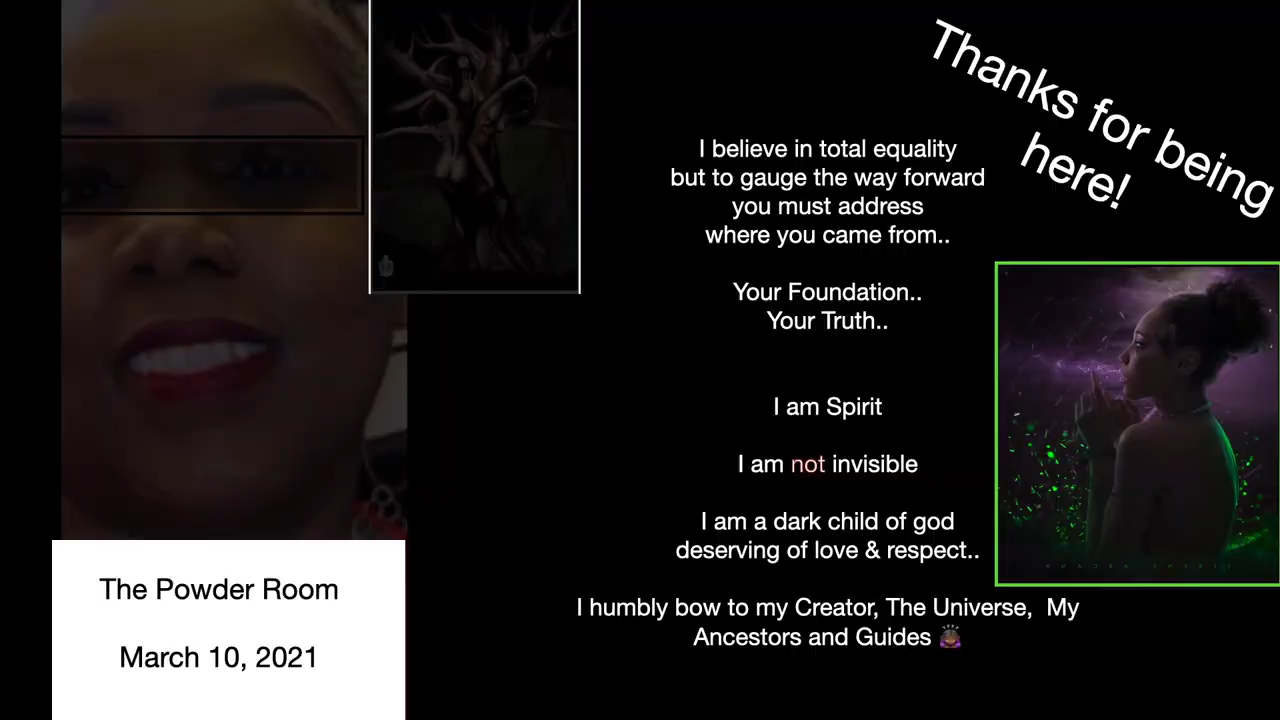 Thanks for being
here!
I believe in total equality
but to gauge the way forward
you must address
where you came from..
Your Foundation..
Your Truth..
I am Spirit
I am not invisible
I am a dark child of god
deserving of love & respect..
I humbly bow to my Creator, The Universe, My
Ancestors and Guides 🙇🏾‍♀️
The Powder Room
March 10, 2021